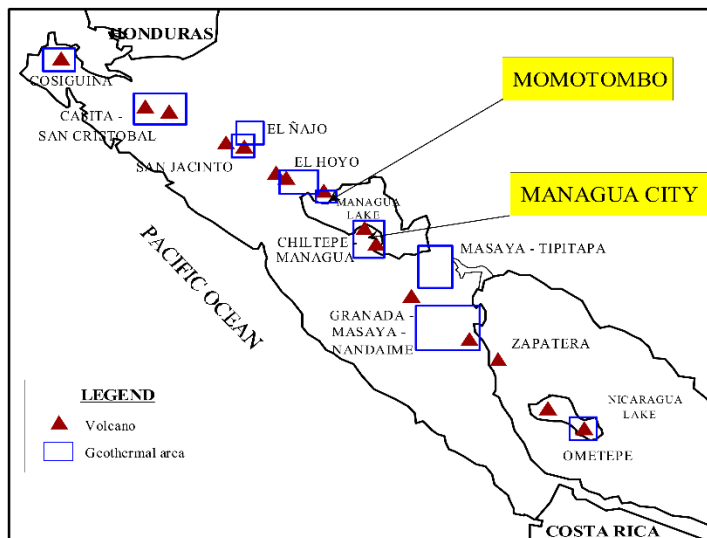 HONDURAS
COSIGUINA
MOMOTOMBO
CASITA -
SAN CRISTOBAL
EL ÑAJO
SAN JACINTO
EL HOYO
MANAGUA CITY
MANAGUA
LAKE
CHILTEPE -
MANAGUA
MASAYA - TIPITAPA
PACIFIC OCEAN
GRANADA -
MASAYA -
NANDAIME
ZAPATERA
LEGEND
Volcano
Geothermal area
NICARAGUA
LAKE
OMETEPE
COSTA RICA